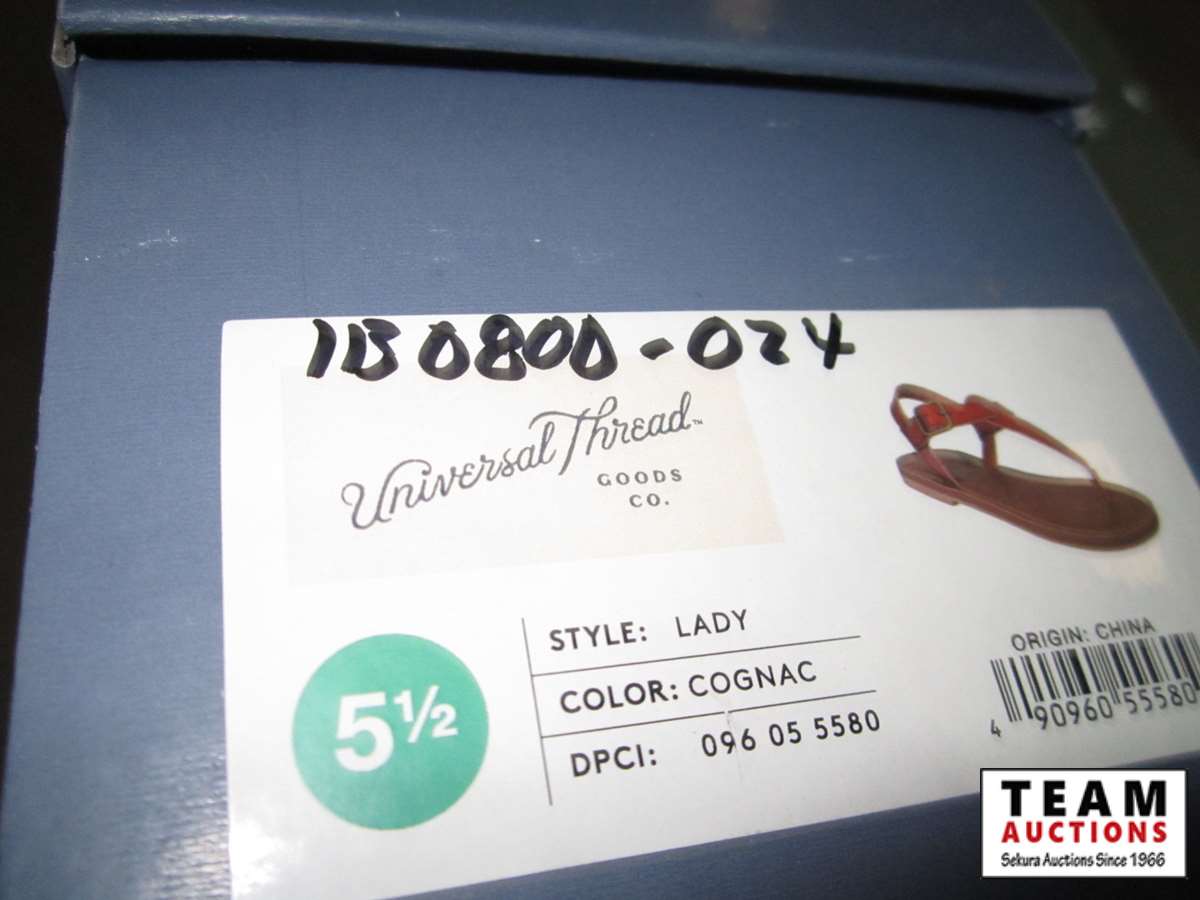 1B0800-024
Universal Thread™
GOODS
CO.
5½
STYLE: LADY
COLOR: COGNAC
DPCI: 096 05 5580
ORIGIN: CHINA
4 90960 55580
TEAM
AUCTIONS
Sekura Auctions Since 1966